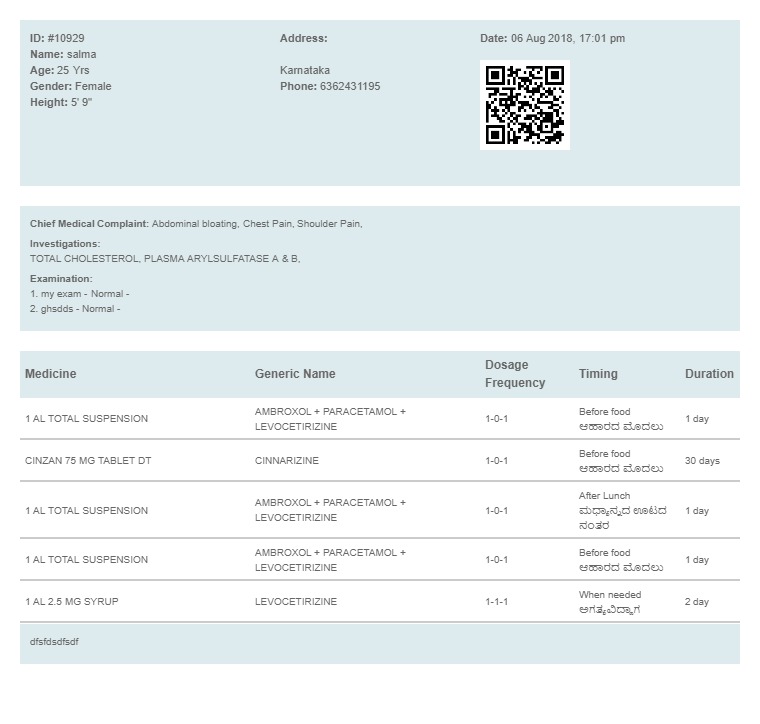 ID: #10929
Name: salma
Age: 25 Yrs
Gender: Female
Height: 5' 9"
Address:
Karnataka
Phone: 6362431195
Date: 06 Aug 2018, 17:01 pm
Chief Medical Complaint: Abdominal bloating, Chest Pain, Shoulder Pain,
Investigations:
TOTAL CHOLESTEROL, PLASMA ARYLSULFATASE A & B,
Examination:
1. my exam - Normal -
2. ghsdds - Normal -
Medicine Generic Name Dosage Frequency Timing Duration
1 AL TOTAL SUSPENSION
AMBROXOL + PARACETAMOL +
LEVOCETIRIZINE
1-0-1
Before food
ಆಹಾರದ ಮೊದಲು
1 day
CINZAN 75 MG TABLET DT
CINNARIZINE
1-0-1
Before food
ಆಹಾರದ ಮೊದಲು
30 days
1 AL TOTAL SUSPENSION
AMBROXOL + PARACETAMOL +
LEVOCETIRIZINE
1-0-1
After Lunch
ಮಧ್ಯಾಹ್ನದ ಊಟದ
ನಂತರ
1 day
1 AL TOTAL SUSPENSION
AMBROXOL + PARACETAMOL +
LEVOCETIRIZINE
1-0-1
Before food
ಆಹಾರದ ಮೊದಲು
1 day
1 AL 2.5 MG SYRUP
LEVOCETIRIZINE
1-1-1
When needed
ಅಗತ್ಯವಿದ್ದಾಗ
2 day
dfsfdsdfsdf